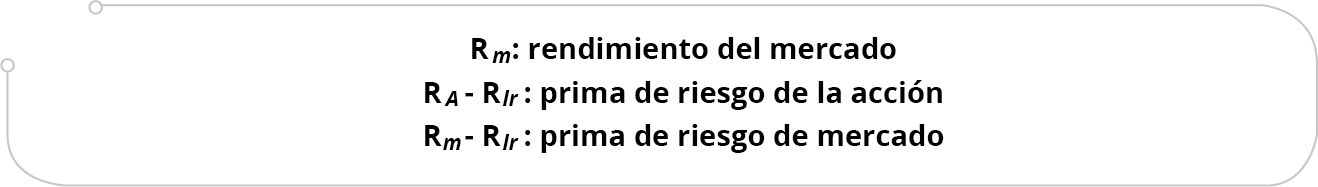 Rm: rendimiento del mercado
RA - Rlr : prima de riesgo de la acción
Rm - Rlr : prima de riesgo de mercado